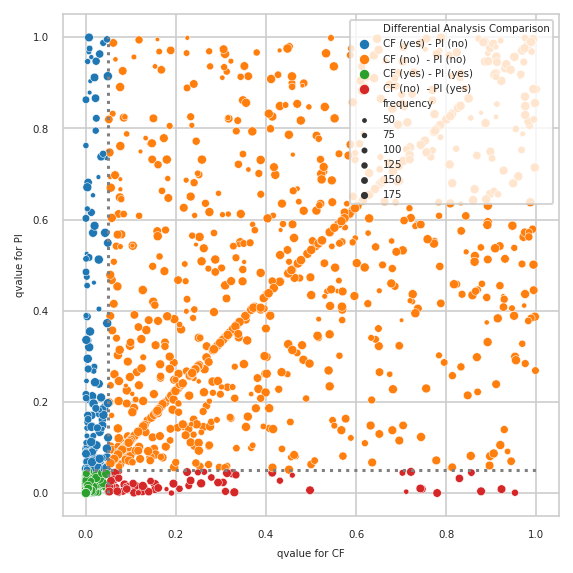 Differential Analysis Comparison
CF (yes) - PI (no)
CF (no)  - PI (no)
CF (yes) - PI (yes)
CF (no)  - PI (yes)
frequency
50
75
100
125
150
175
1.0
0.8
0.6
0.4
0.2
0.0
qvalue for PI
0.0 0.2 0.4 0.6 0.8 1.0
qvalue for CF